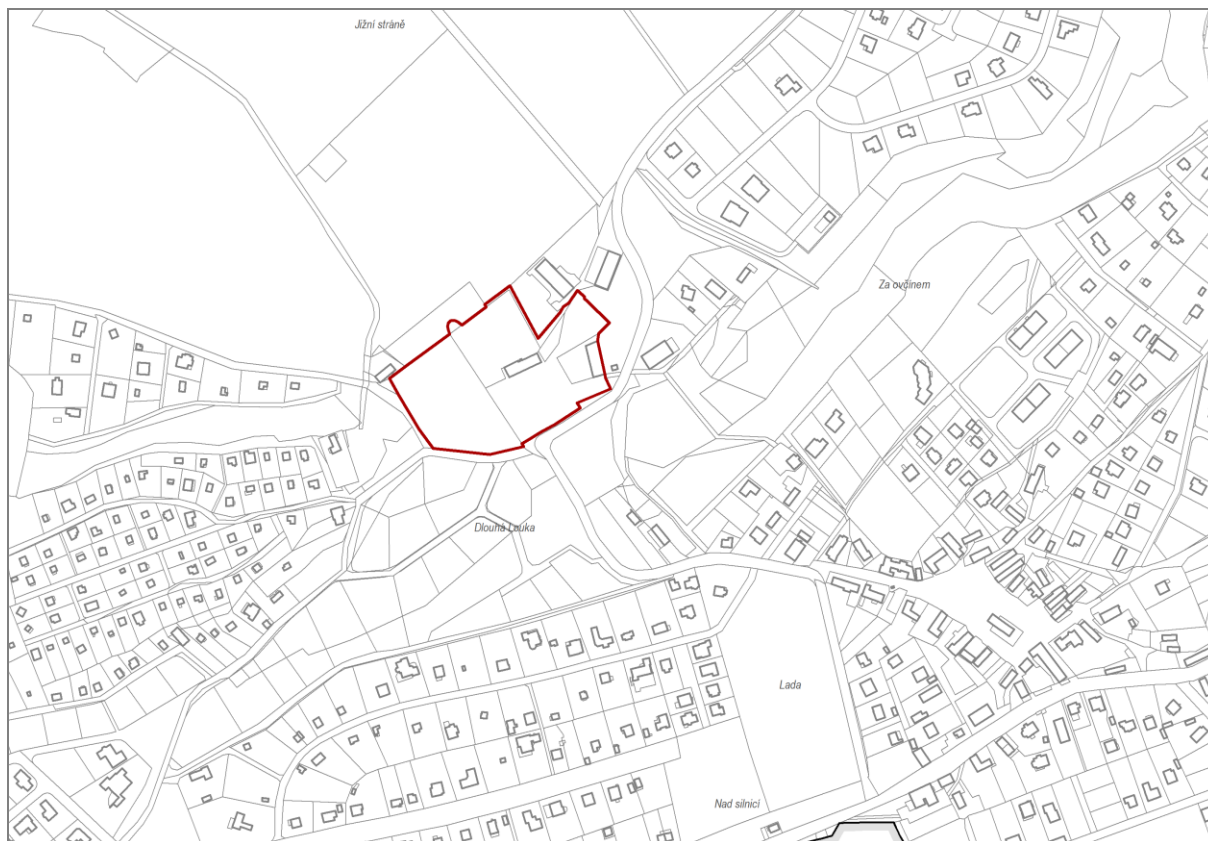 Jižní stráně
Za ovčínem
Dlouhá Louka
Lada
Nad silnicí